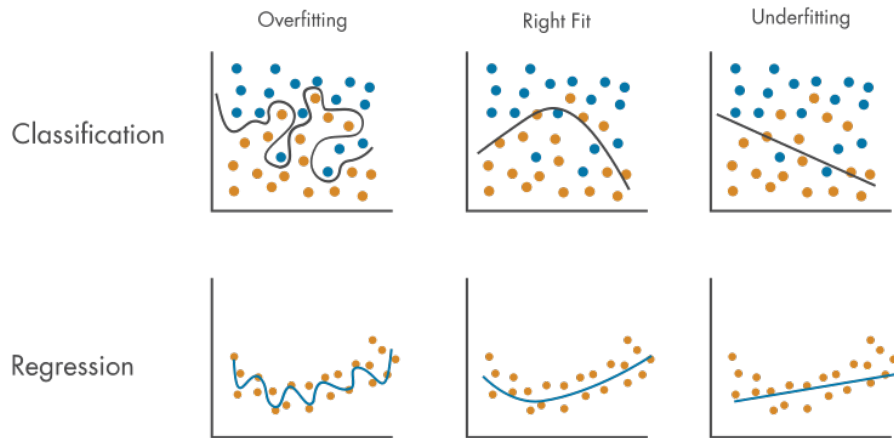 Overfitting
Right Fit
Underfitting
Classification
Regression